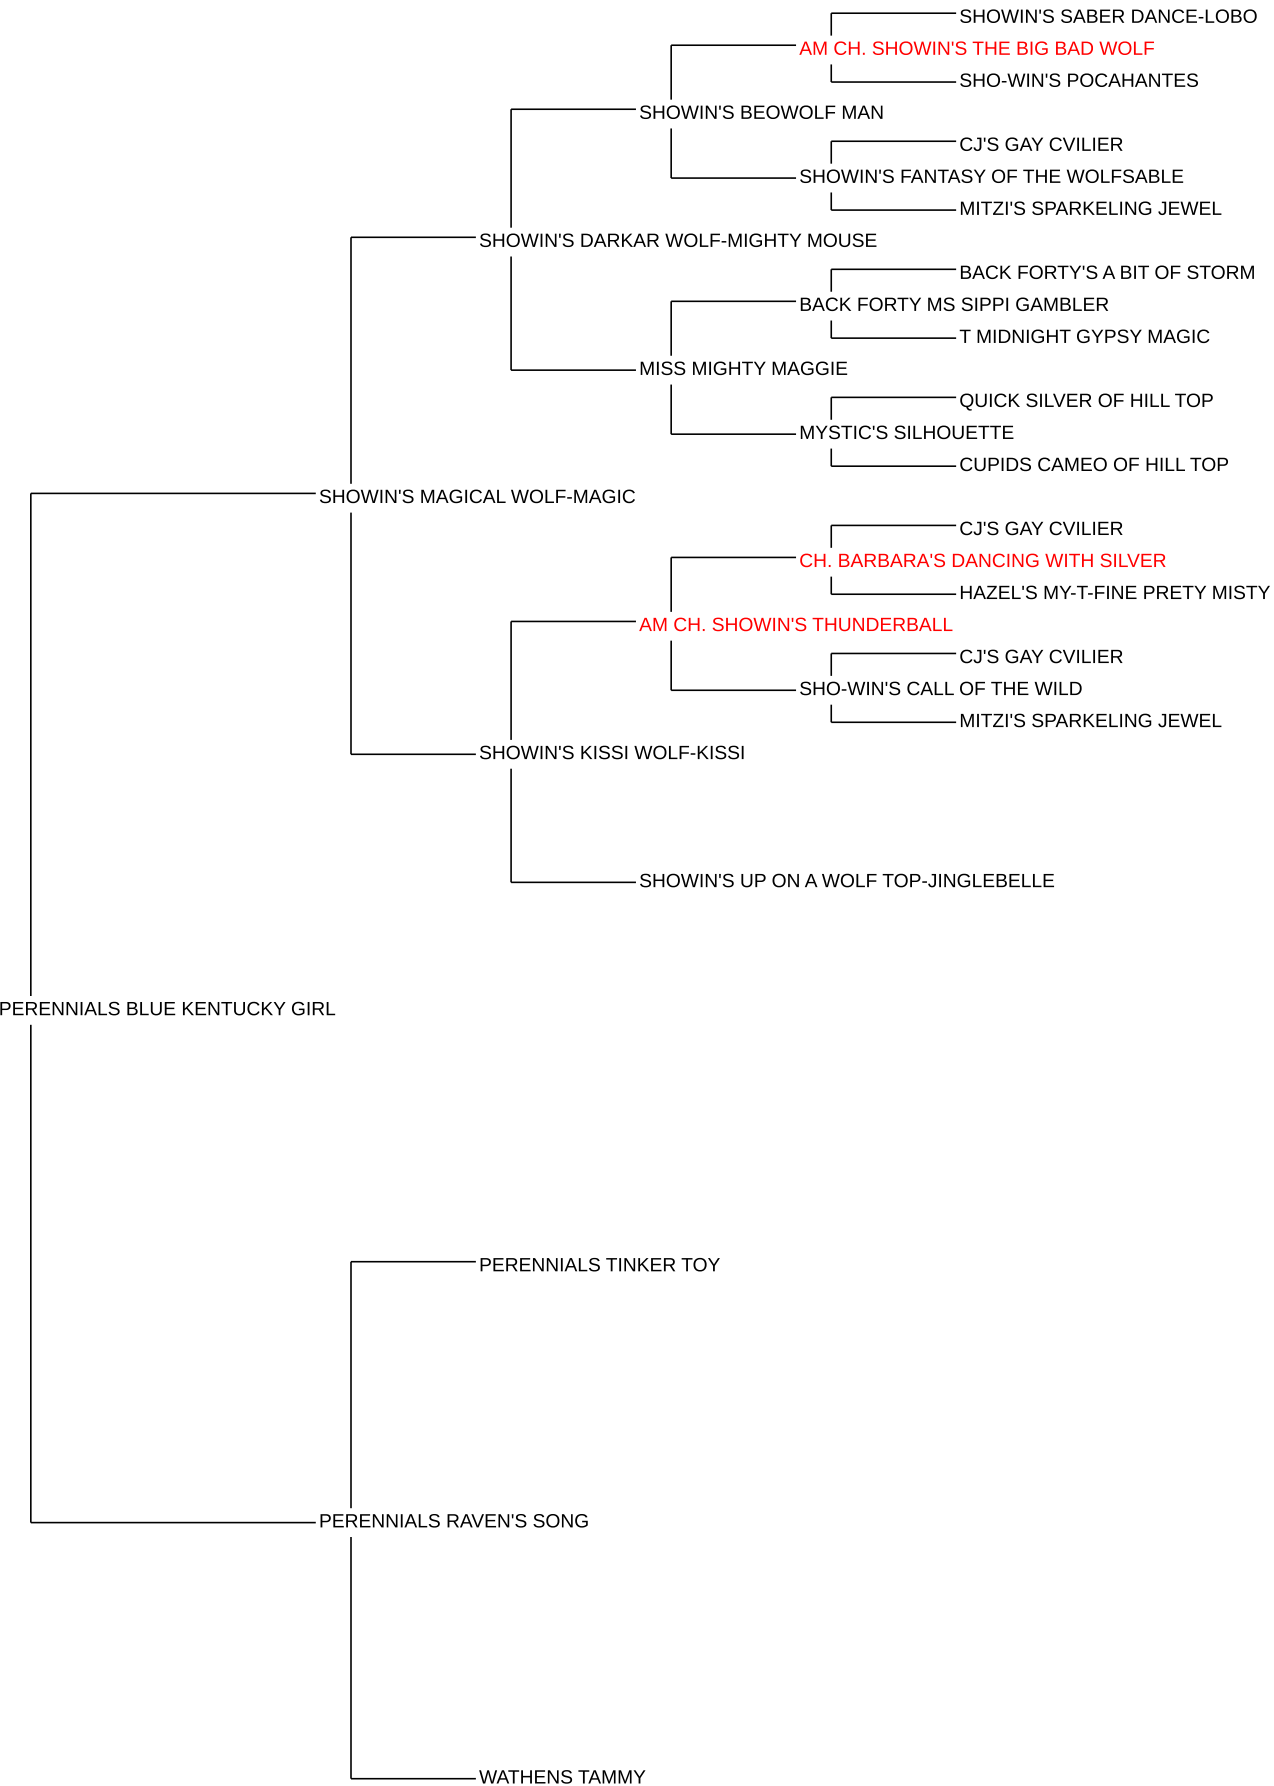 SHOWIN'S SABER DANCE-LOBO
AM CH. SHOWIN'S THE BIG BAD WOLF
SHO-WIN'S POCAHANTES
SHOWIN'S BEOWOLF MAN
CJ'S GAY CVILIER
SHOWIN'S FANTASY OF THE WOLFSABLE
MITZI'S SPARKELING JEWEL
SHOWIN'S DARKAR WOLF-MIGHTY MOUSE
BACK FORTY'S A BIT OF STORM
BACK FORTY MS SIPPI GAMBLER
T MIDNIGHT GYPSY MAGIC
MISS MIGHTY MAGGIE
QUICK SILVER OF HILL TOP
MYSTIC'S SILHOUETTE
CUPIDS CAMEO OF HILL TOP
SHOWIN'S MAGICAL WOLF-MAGIC
CJ'S GAY CVILIER
CH. BARBARA'S DANCING WITH SILVER
HAZEL'S MY-T-FINE PRETY MISTY
AM CH. SHOWIN'S THUNDERBALL
CJ'S GAY CVILIER
SHO-WIN'S CALL OF THE WILD
MITZI'S SPARKELING JEWEL
SHOWIN'S KISSI WOLF-KISSI
SHOWIN'S UP ON A WOLF TOP-JINGLEBELLE
PERENNIALS BLUE KENTUCKY GIRL
PERENNIALS TINKER TOY
PERENNIALS RAVEN'S SONG
WATHENS TAMMY